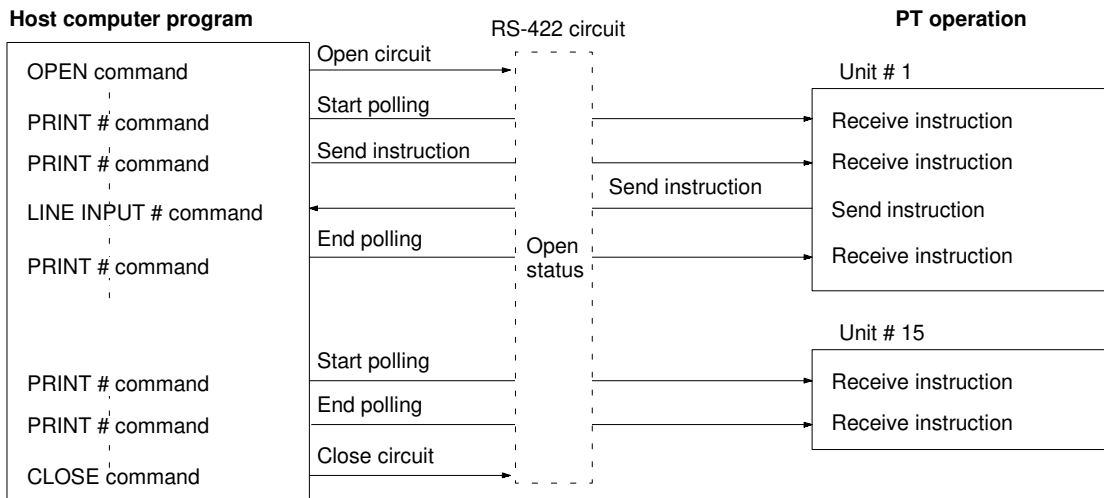 Host computer program
RS-422 circuit
PT operation
OPEN command
Open circuit
Unit # 1
PRINT # command
Start polling
Receive instruction
PRINT # command
Send instruction
Receive instruction
Send instruction
LINE INPUT # command
Send instruction
End polling
Open
status
PRINT # command
Receive instruction
Unit # 15
Start polling
PRINT # command
Receive instruction
End polling
PRINT # command
Receive instruction
Close circuit
CLOSE command